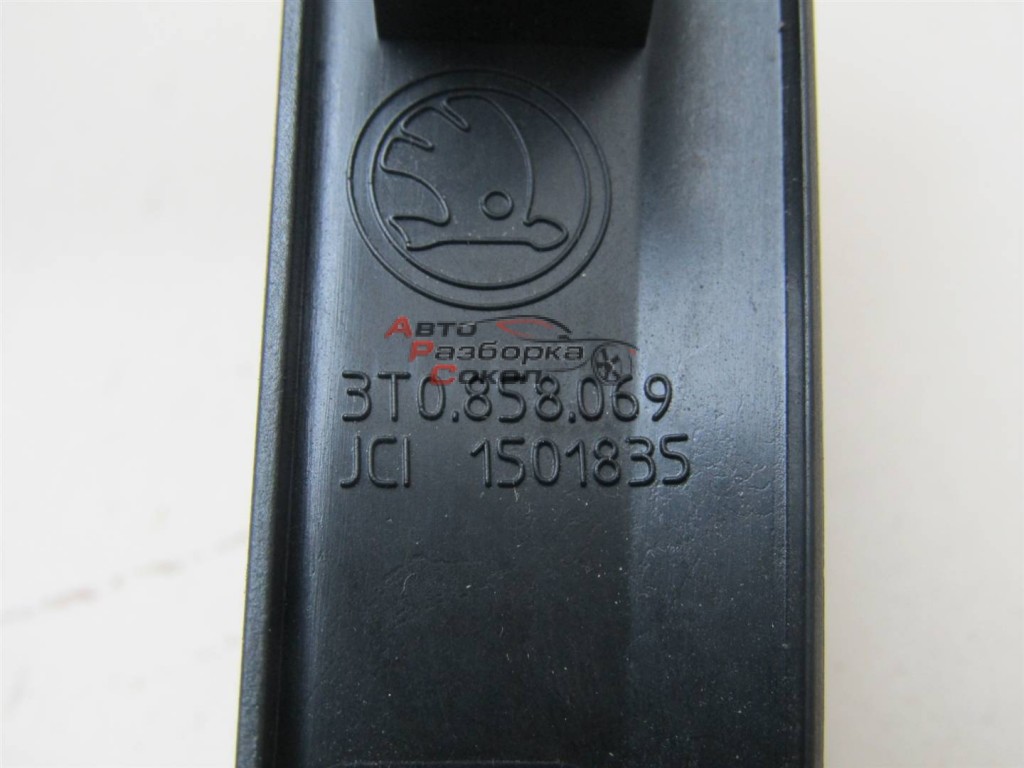 Авто
Разборка
Сокол
3T0.858.069
JCI 1501835